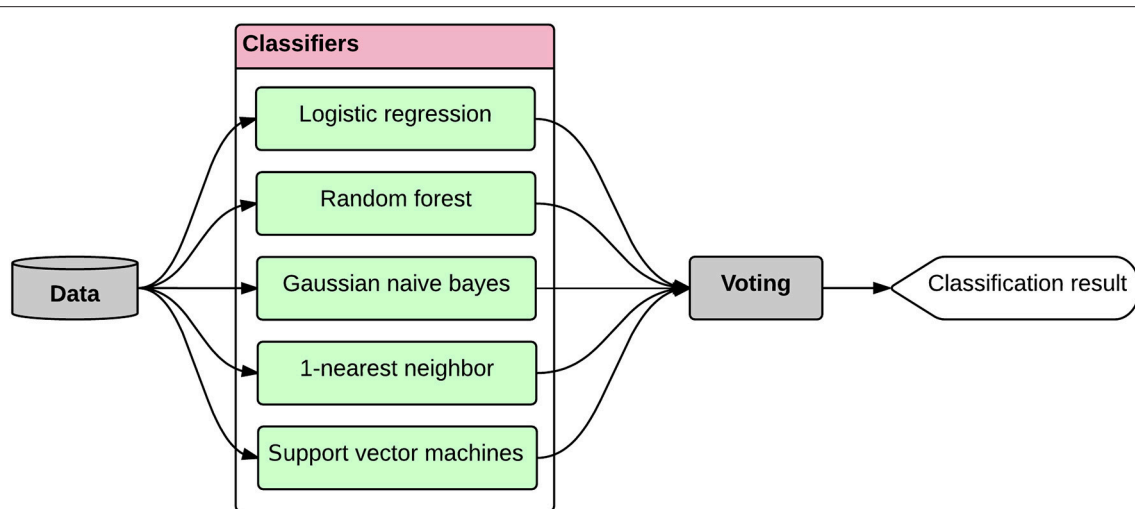 Classifiers
Logistic regression
Random forest
Data
Gaussian naive bayes
Voting
Classification result
1-nearest neighbor
Support vector machines